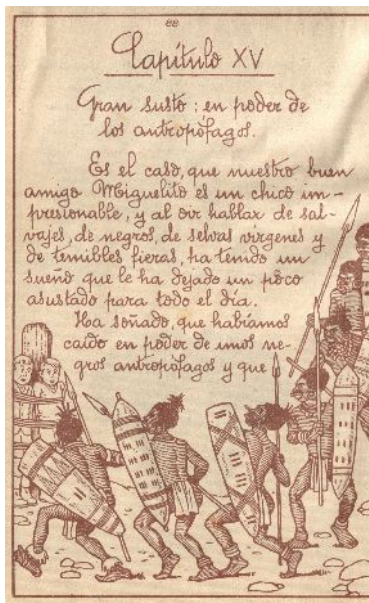 88
Capítulo XV
Gran susto: en poder de
los antropófagos.
Es el caso, que nuestro buen
amigo Miguelito es un chico im-
presionable, y al oir hablar de sal-
vajes, de negros, de selvas vírgenes y
de temibles fieras, ha tenido un
sueño que le ha dejado un poco
asustado para todo el día.
Ha soñado, que habíamos
caído en poder de unos ne-
gros antropófagos y que